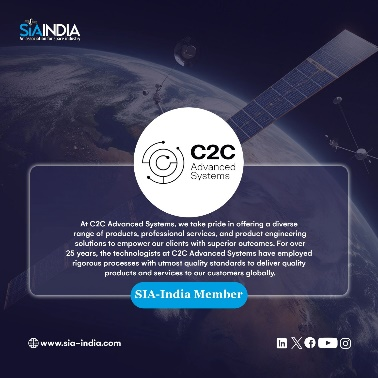 SIAINDIA
C2C
Advanced
Systems
At C2C Advanced Systems, we take pride in offering a diverse
range of products, professional services, and product engineering
solutions to empower our clients with superior outcomes. For over
25 years, the technologists at C2C Advanced Systems have employed
rigorous processes with utmost quality standards to deliver quality
products and services to our customers globally.
SIA-India Member
www.sia-india.com